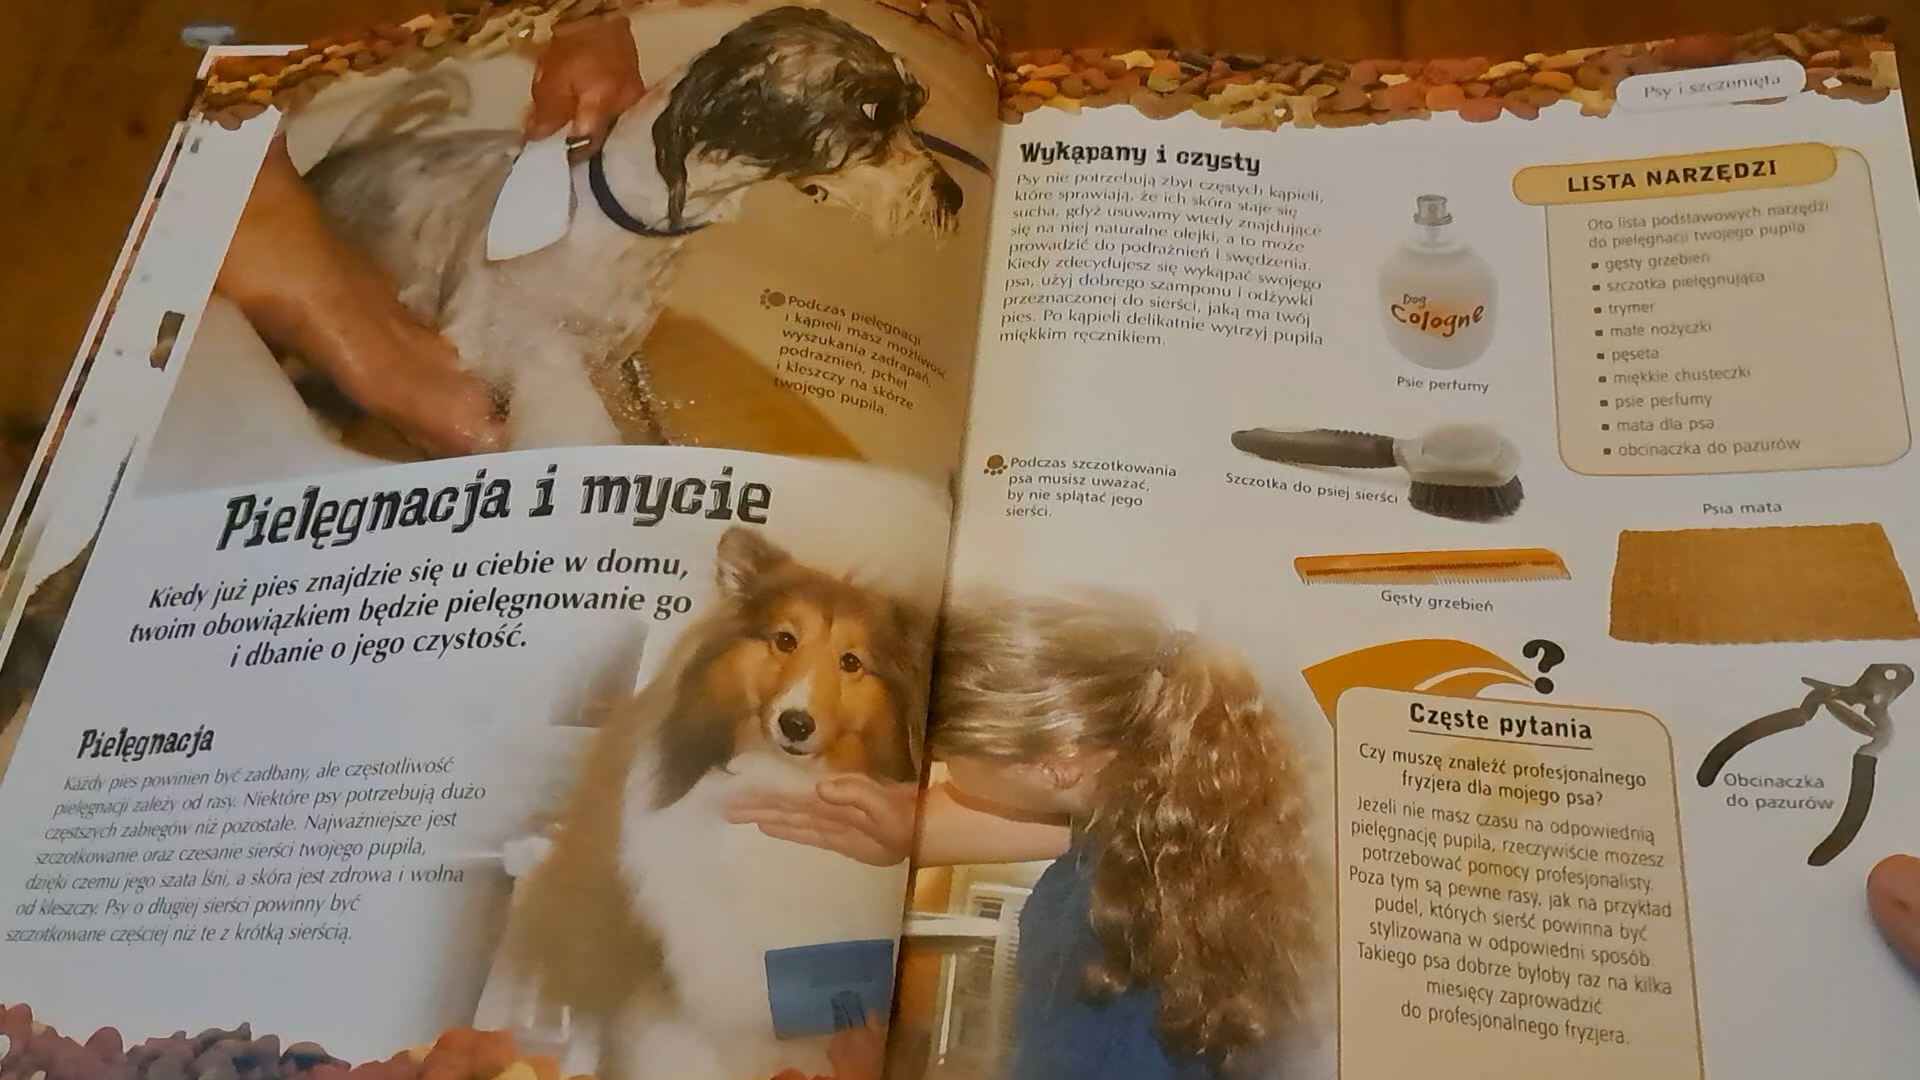 Podczas pielęgnacji
i kąpieli masz możliwość
wyszukania zadrapań,
podrażnień, pcheł
i kleszczy na skórze
twojego pupila.
Pielęgnacja i mycie
Kiedy już pies znajdzie się u ciebie w domu,
twoim obowiązkiem będzie pielęgnowanie go
i dbanie o jego czystość.
Pielęgnacja
Każdy pies powinien być zadbany, ale częstotliwość
pielęgnacji zależy od rasy. Niektóre psy potrzebują dużo
częstszych zabiegów niż pozostałe. Najważniejsze jest
szczotkowanie oraz czesanie sierści twojego pupila,
dzięki czemu jego szata lśni, a skóra jest zdrowa i wolna
od kleszczy. Psy o długiej sierści powinny być
szczotkowane częściej niż te z krótką sierścią.
Psy i szczenięta
Wykąpany i czysty
Psy nie potrzebują zbyt częstych kąpieli,
które sprawiają, że ich skóra staje się
sucha, gdyż usuwamy wtedy znajdujące
się na niej naturalne olejki, a to może
prowadzić do podrażnień i swędzenia.
Kiedy zdecydujesz się wykąpać swojego
psa, użyj dobrego szamponu i odżywki
przeznaczonej do sierści, jaką ma twój
pies. Po kąpieli delikatnie wytrzyj pupila
miękkim ręcznikiem.
Dog
Cologne
Psie perfumy
LISTA NARZĘDZI
Oto lista podstawowych narzędzi
do pielęgnacji twojego pupila:
▪ gęsty grzebień
▪ szczotka pielęgnująca
▪ trymer
▪ małe nożyczki
▪ pęseta
▪ miękkie chusteczki
▪ psie perfumy
▪ mata dla psa
▪ obcinaczka do pazurów
Podczas szczotkowania
psa musisz uważać,
by nie splątać jego
sierści.
Szczotka do psiej sierści
Psia mata
Gęsty grzebień
?
Częste pytania
Czy muszę znaleźć profesjonalnego
fryzjera dla mojego psa?
Jeżeli nie masz czasu na odpowiednią
pielęgnację pupila, rzeczywiście możesz
potrzebować pomocy profesjonalisty.
Poza tym są pewne rasy, jak na przykład
pudel, których sierść powinna być
stylizowana w odpowiedni sposób.
Takiego psa dobrze byłoby raz na kilka
miesięcy zaprowadzić
do profesjonalnego fryzjera.
Obcinaczka
do pazurów